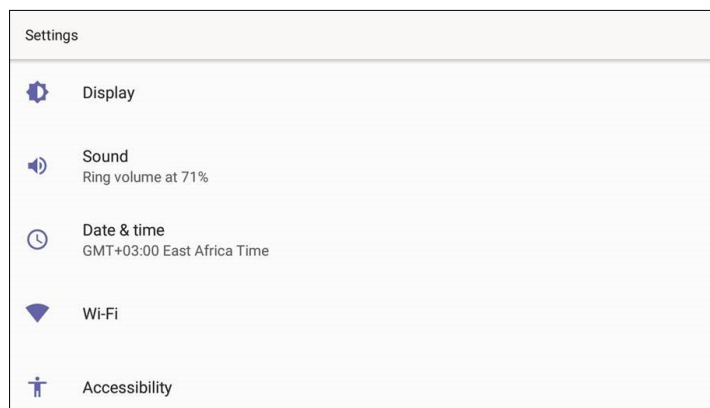 Settings
Display
Sound
Ring volume at 71%
Date & time
GMT+03:00 East Africa Time
Wi-Fi
Accessibility